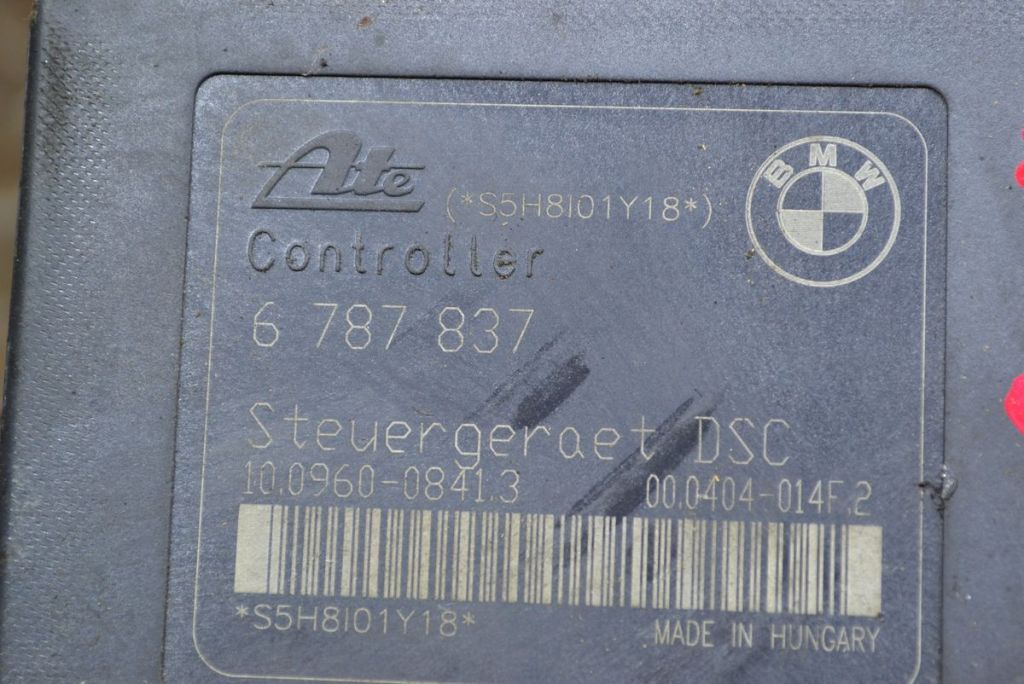 Ate
(*S5H8I01Y18*)
BMW
Controller
6 787 837
Steuergeraet DSC
10.0960-0841.3 00.0404-014F.2
*S5H8I01Y18*
MADE IN HUNGARY